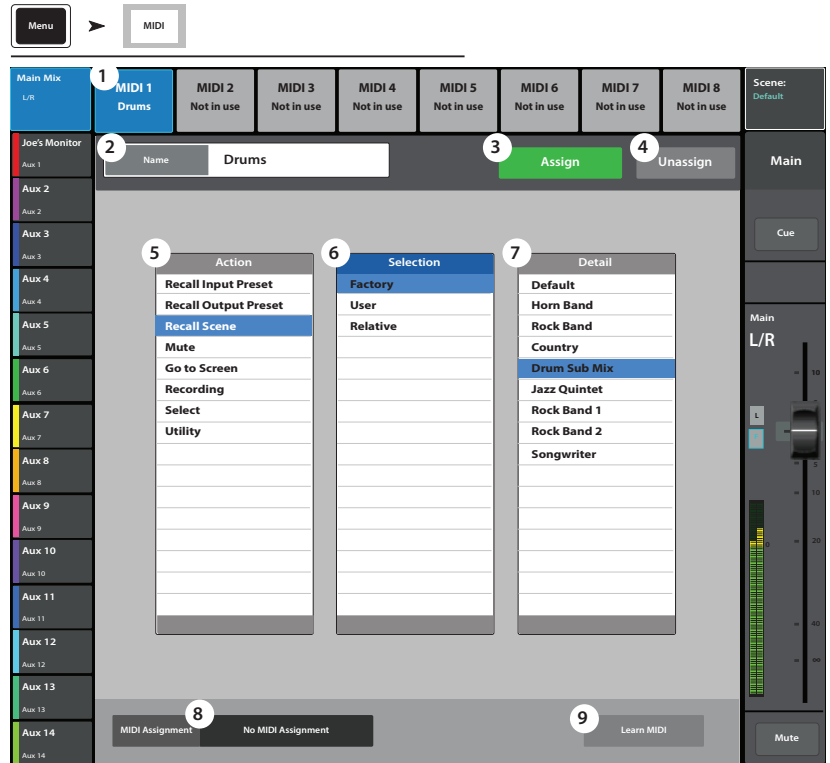 Menu
MIDI
Main Mix
L/R
1
MIDI 1
Drums
MIDI 2
Not in use
MIDI 3
Not in use
MIDI 4
Not in use
MIDI 5
Not in use
MIDI 6
Not in use
MIDI 7
Not in use
MIDI 8
Not in use
Scene:
Default
Joe's Monitor
Aux 1
Aux 2
Aux 2
Aux 3
Aux 3
Aux 4
Aux 4
Aux 5
Aux 5
Aux 6
Aux 6
Aux 7
Aux 7
Aux 8
Aux 8
Aux 9
Aux 9
Aux 10
Aux 10
Aux 11
Aux 11
Aux 12
Aux 12
Aux 13
Aux 13
Aux 14
Aux 14
2
Name
Drums
3
Assign
4
Unassign
5
Action
Recall Input Preset
Recall Output Preset
Recall Scene
Mute
Go to Screen
Recording
Select
Utility
6
Selection
Factory
User
Relative
7
Detail
Default
Horn Band
Rock Band
Country
Drum Sub Mix
Jazz Quintet
Rock Band 1
Rock Band 2
Songwriter
8
MIDI Assignment
No MIDI Assignment
9
Learn MIDI
Main
Cue
Main
L/R
10
L
5
10
0
20
40
∞
Mute